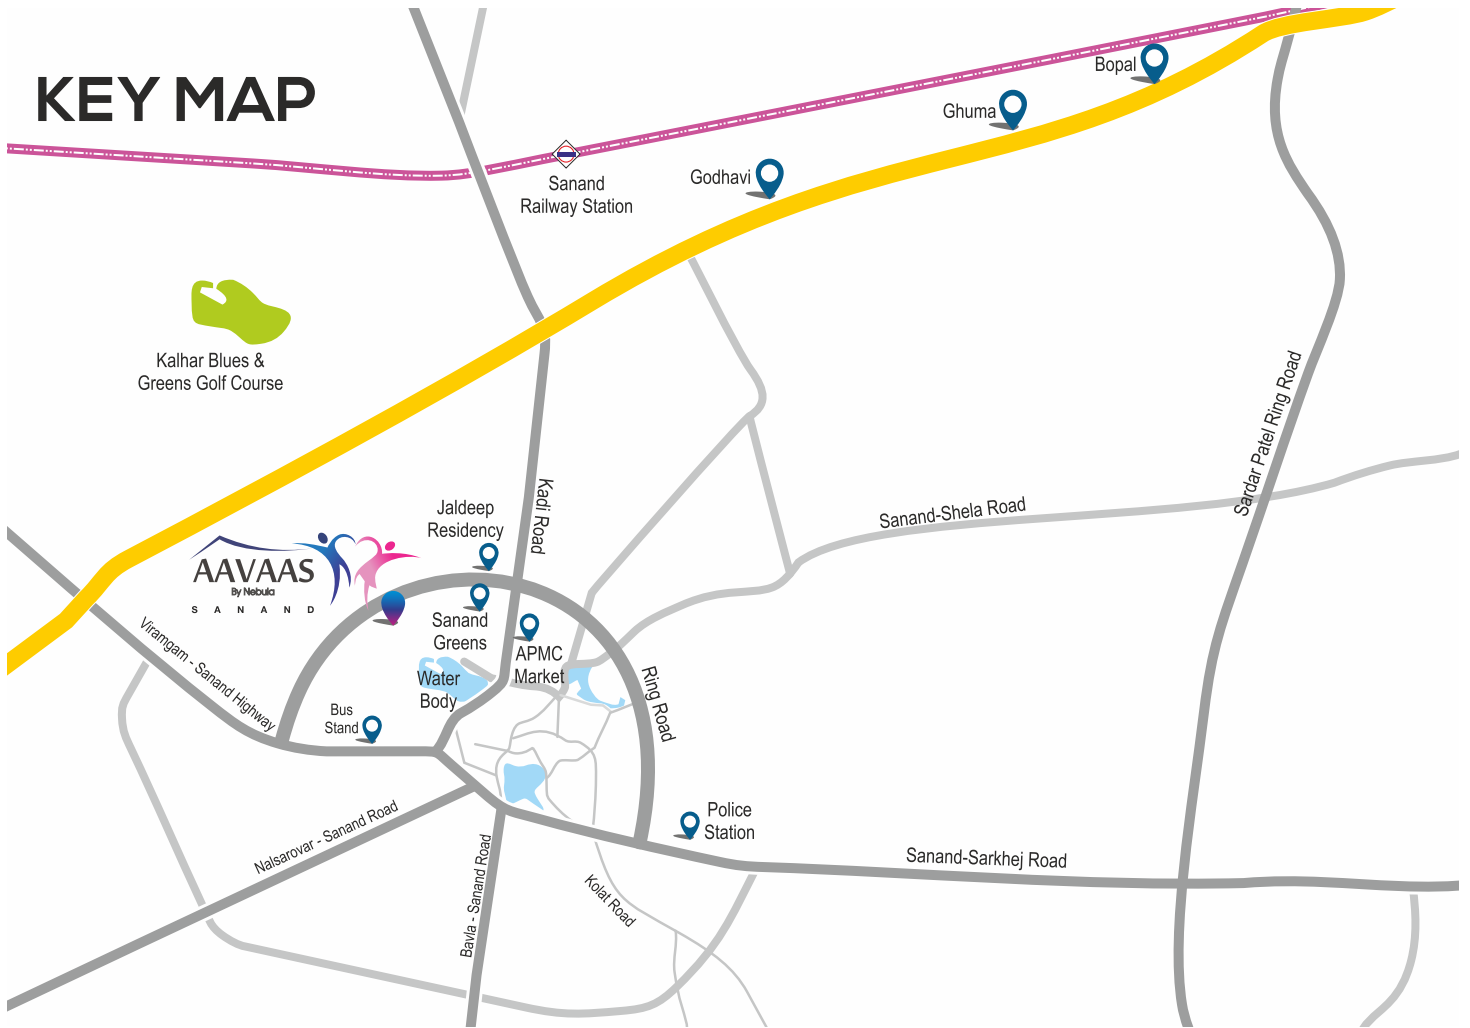 KEY MAP
Bopal
Ghuma
Godhavi
Sanand
Railway Station
Kalhar Blues &
Greens Golf Course
Sardar Patel Ring Road
Kadi Road
Jaldeep
Residency
Sanand-Shela Road
AAVAAS
By Nebula
SANAND
Sanand
Greens
APMC
Market
Water
Body
Viramgam - Sanand Highway
Ring Road
Bus
Stand
Police
Station
Nalsarovar - Sanand Road
Bavla - Sanand Road
Kolat Road
Sanand-Sarkhej Road